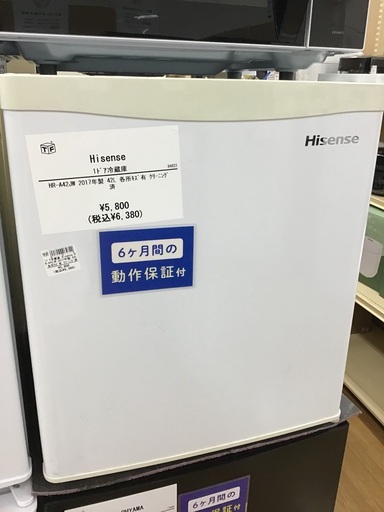 Hisense
TF
Hisense
1ドア冷蔵庫
HR-A42JW 2017年製 42L 各所キズ有 クリーニング
済
¥5,800
(税込¥6,380)
6ヶ月間の
動作保証付
6ヶ月間の